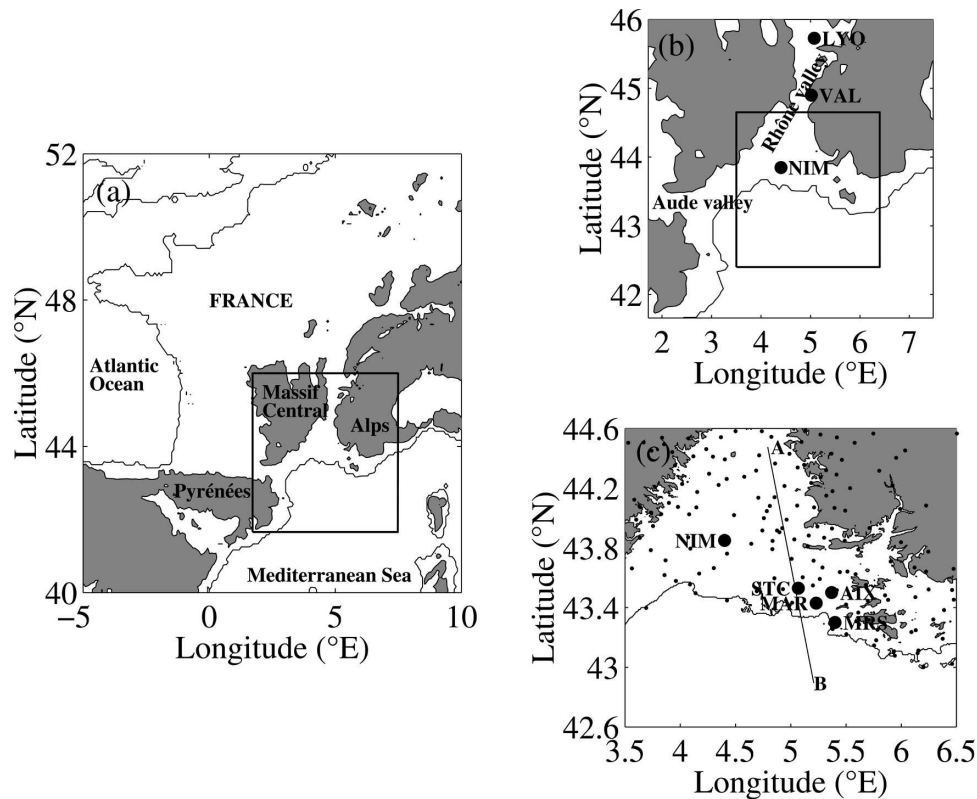 (a)
52
48
44
40
Latitude (°N)
−5
0
5
10
Longitude (°E)
FRANCE
Atlantic
Ocean
Massif
Central
Alps
Pyrénées
Mediterranean Sea
(b)
46
45
44
43
42
Latitude (°N)
2
3
4
5
6
7
Longitude (°E)
LYO
Rhône valley
VAL
NIM
Aude valley
(c)
44.6
44.2
43.8
43.4
43
42.6
Latitude (°N)
3.5
4
4.5
5
5.5
6
6.5
Longitude (°E)
A
NIM
STC
AIX
MAR
MRS
B